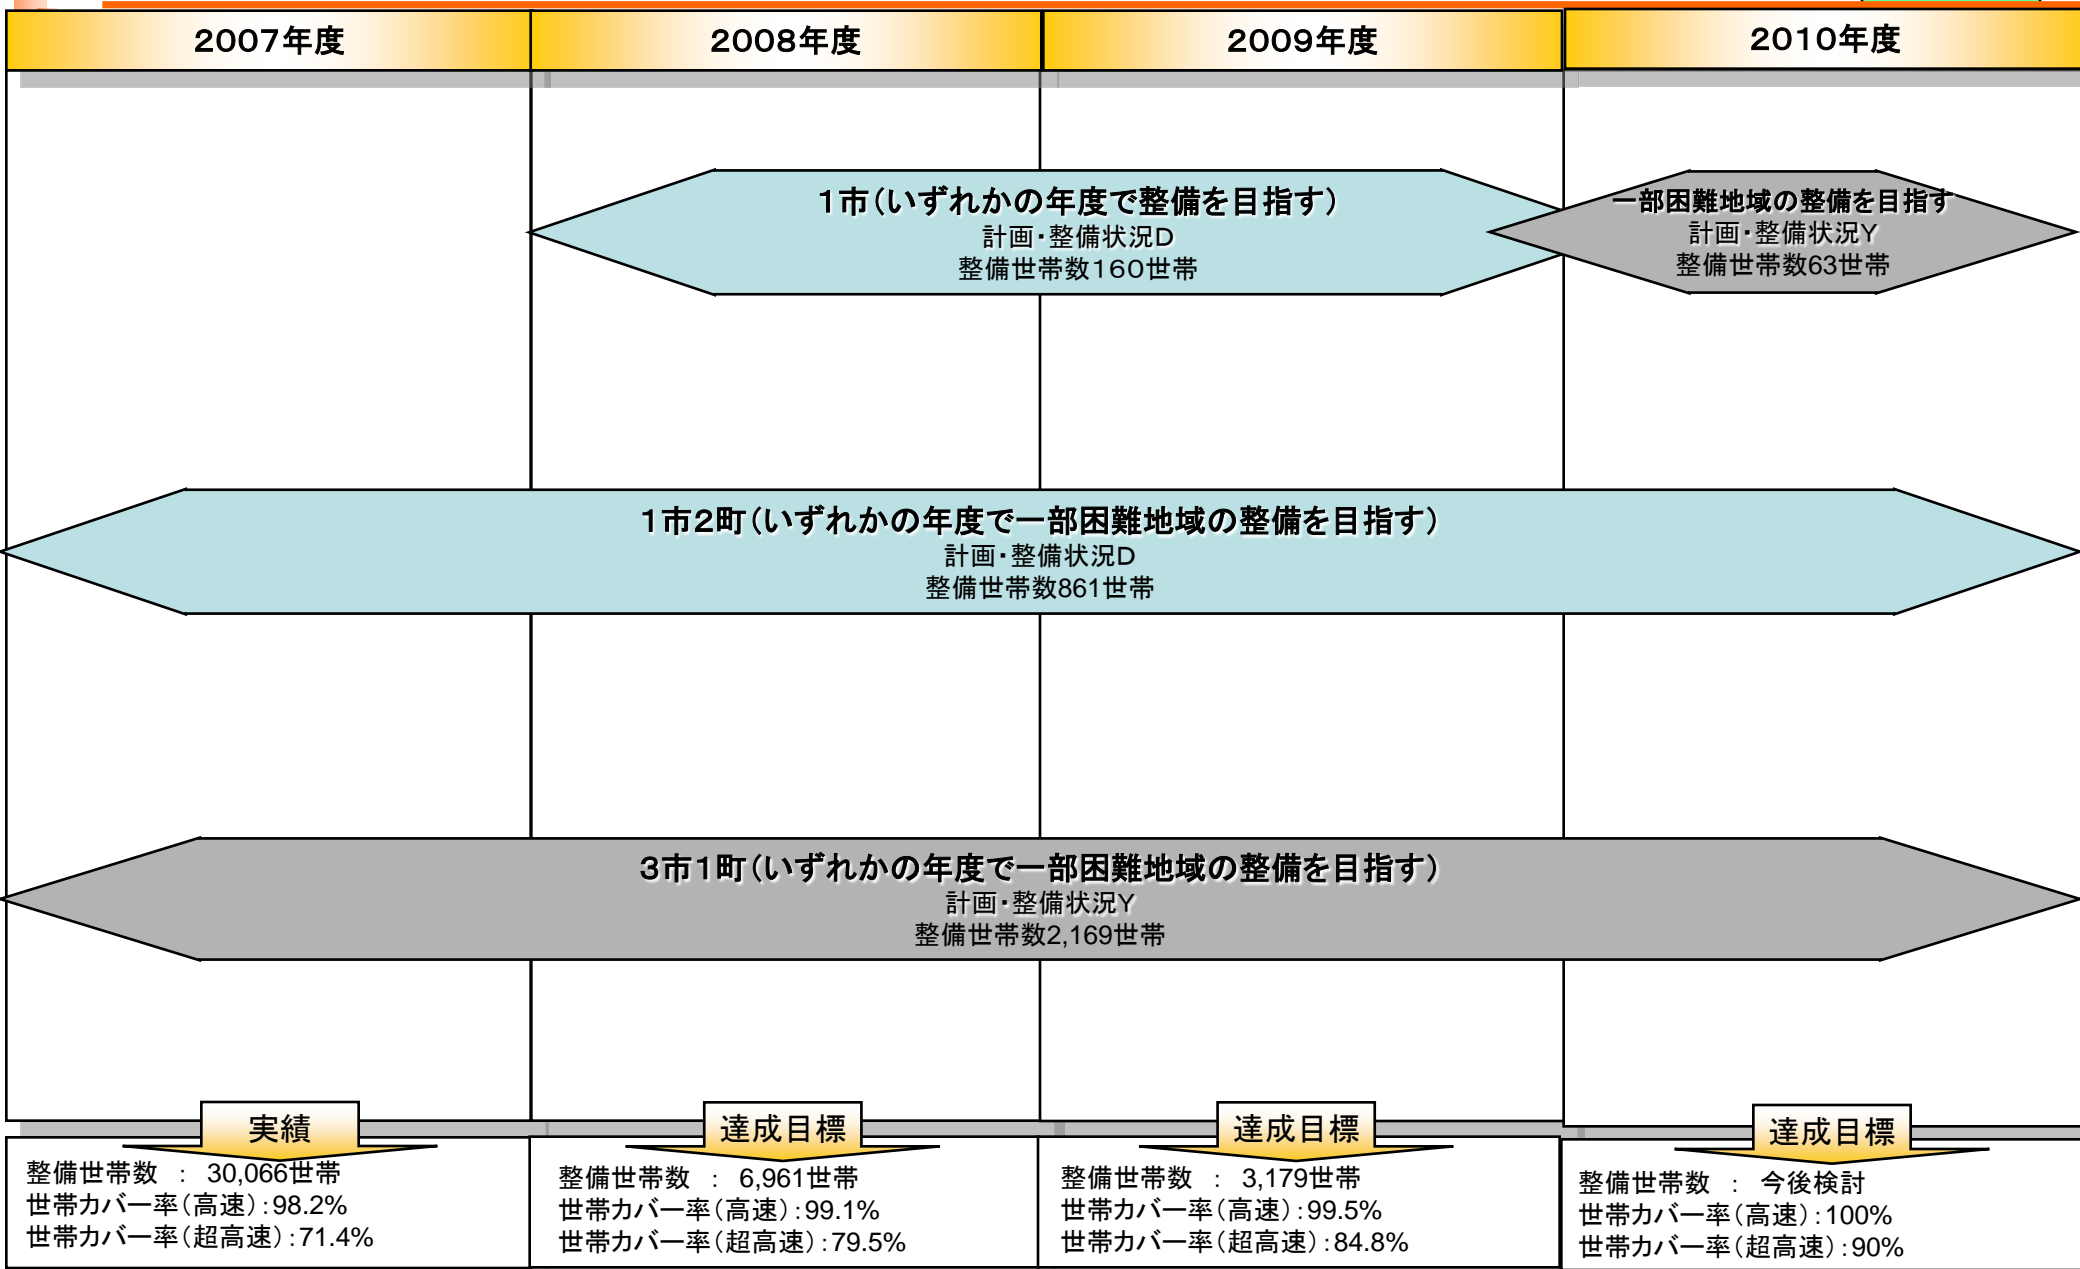 2007年度
2008年度
2009年度
2010年度
1市(いずれかの年度で整備を目指す)
計画・整備状況D
整備世帯数160世帯
一部困難地域の整備を目指す
計画・整備状況Y
整備世帯数63世帯
1市2町(いずれかの年度で一部困難地域の整備を目指す)
計画・整備状況D
整備世帯数861世帯
3市1町(いずれかの年度で一部困難地域の整備を目指す)
計画・整備状況Y
整備世帯数2,169世帯
実績
整備世帯数 : 30,066世帯
世帯カバー率(高速):98.2%
世帯カバー率(超高速):71.4%
達成目標
整備世帯数 : 6,961世帯
世帯カバー率(高速):99.1%
世帯カバー率(超高速):79.5%
達成目標
整備世帯数 : 3,179世帯
世帯カバー率(高速):99.5%
世帯カバー率(超高速):84.8%
達成目標
整備世帯数 : 今後検討
世帯カバー率(高速):100%
世帯カバー率(超高速):90%